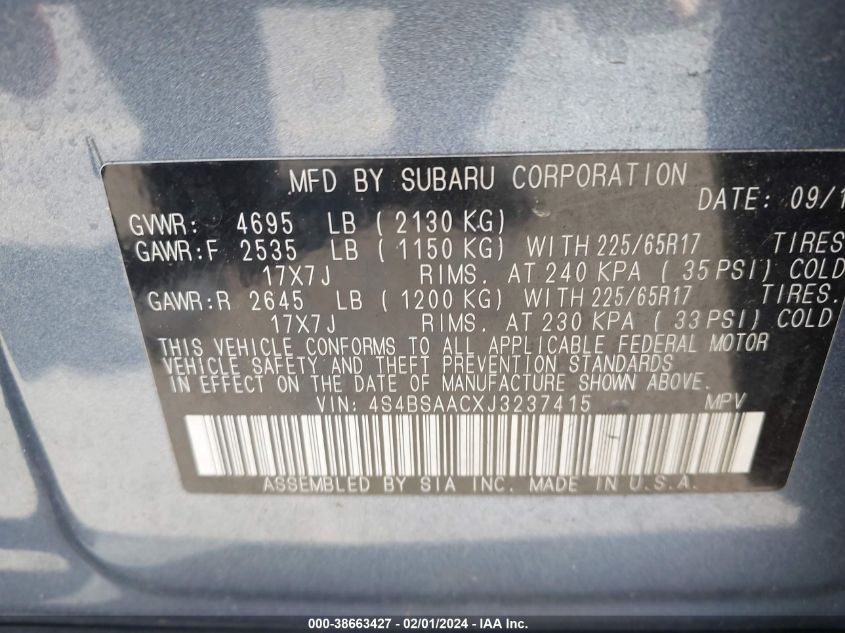 MFD BY SUBARU CORPORATION
DATE: 09/1
GVWR: 4695 LB ( 2130 KG)
GAWR:F 2535 LB ( 1150 KG) WITH 225/65R17 TIRES
17X7J RIMS. AT 240 KPA ( 35 PSI) COLD
GAWR:R 2645 LB ( 1200 KG) WITH 225/65R17 TIRES.
17X7J RIMS. AT 230 KPA ( 33 PSI) COLD
THIS VEHICLE CONFORMS TO ALL APPLICABLE FEDERAL MOTOR
VEHICLE SAFETY AND THEFT PREVENTION STANDARDS
IN EFFECT ON THE DATE OF MANUFACTURE SHOWN ABOVE.
VIN: 4S4BSAACXJ3237415 MPV
ASSEMBLED BY SIA INC. MADE IN U.S.A.
000-38663427 - 02/01/2024 - IAA Inc.